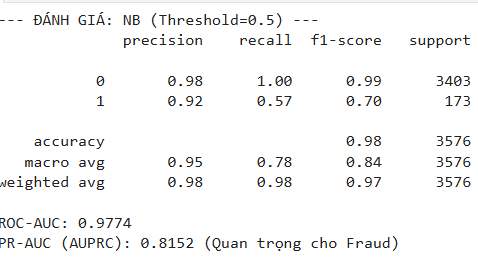 --- ĐÁNH GIÁ: NB (Threshold=0.5) ---
precision recall f1-score support
0 0.98 1.00 0.99 3403
1 0.92 0.57 0.70 173
accuracy 0.98 3576
macro avg 0.95 0.78 0.84 3576
weighted avg 0.98 0.98 0.97 3576
ROC-AUC: 0.9774
PR-AUC (AUPRC): 0.8152 (Quan trọng cho Fraud)